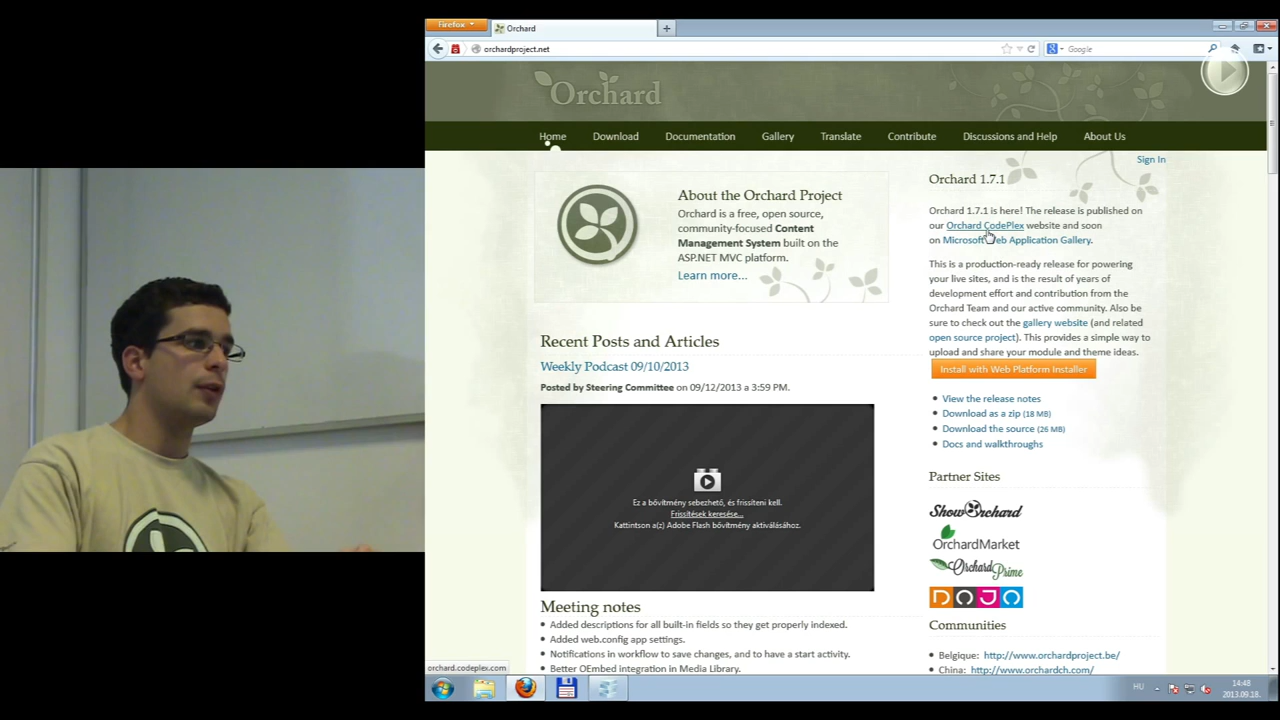 Firefox
Orchard
orchardproject.net
Google
Orchard
Home
Download
Documentation
Gallery
Translate
Contribute
Discussions and Help
About Us
Sign In
About the Orchard Project
Orchard is a free, open source,
community-focused Content
Management System built on the
ASP.NET MVC platform.
Learn more...
Recent Posts and Articles
Weekly Podcast 09/10/2013
Posted by Steering Committee on 09/12/2013 a 3:59 PM.
Ez a bővítmény sebezhető, és frissíteni kell.
Frissítések keresése...
Kattintson a(z) Adobe Flash bővítmény aktiválásához.
Meeting notes
Added descriptions for all built-in fields so they get properly indexed.
Added web.config app settings.
Notifications in workflow to save changes, and to have a start activity.
Better OEmbed integration in Media Library.
Orchard 1.7.1
Orchard 1.7.1 is here! The release is published on
our Orchard CodePlex website and soon
on Microsoft Web Application Gallery.
This is a production-ready release for powering
your live sites, and is the result of years of
development effort and contribution from the
Orchard Team and our active community. Also be
sure to check out the gallery website (and related
open source project). This provides a simple way to
upload and share your module and theme ideas.
Install with Web Platform Installer
View the release notes
Download as a zip (18 MB)
Download the source (26 MB)
Docs and walkthroughs
Partner Sites
Show Orchard
OrchardMarket
Orchard Prime
DOJO
Communities
Belgique: http://www.orchardproject.be/
China: http://www.orchardch.com/
orchard.codeplex.com
HU
14:48
2013.09.18.